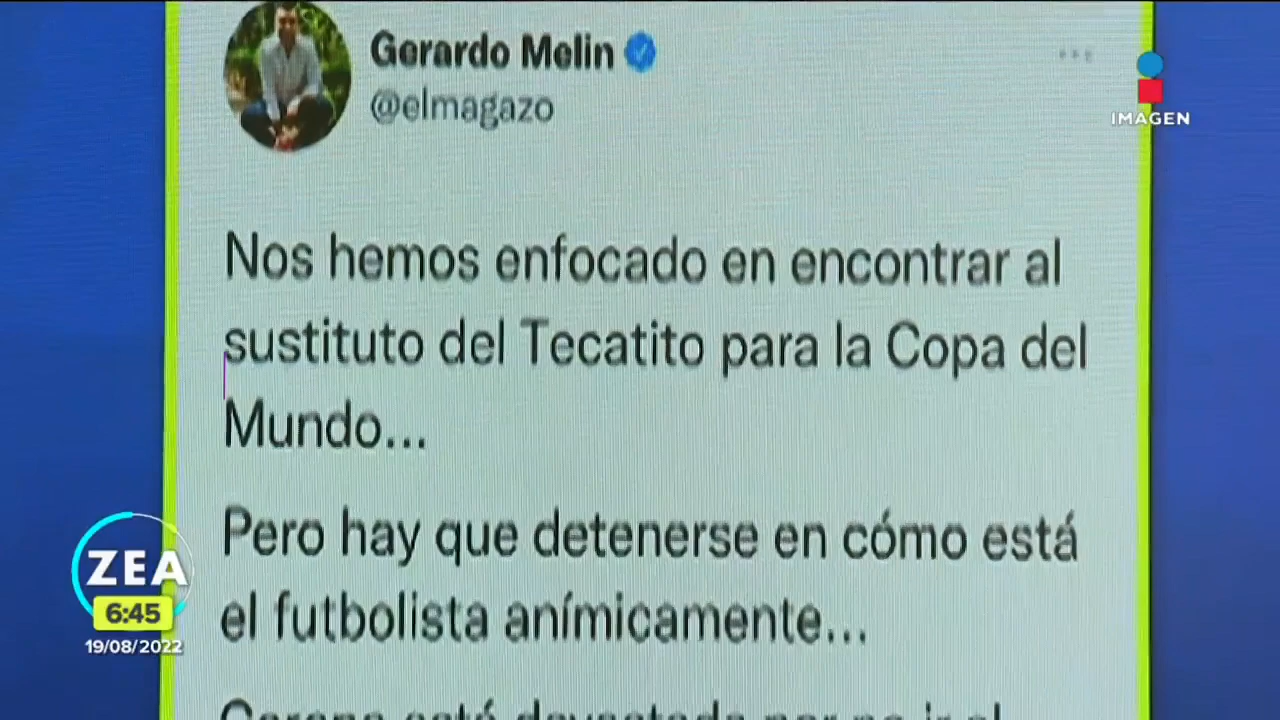 Gerardo Melin
@elmagazo
IMAGEN
Nos hemos enfocado en encontrar al
sustituto del Tecatito para la Copa del
Mundo...
Pero hay que detenerse en cómo está
el futbolista anímicamente...
ZEA
6:45
19/08/2022